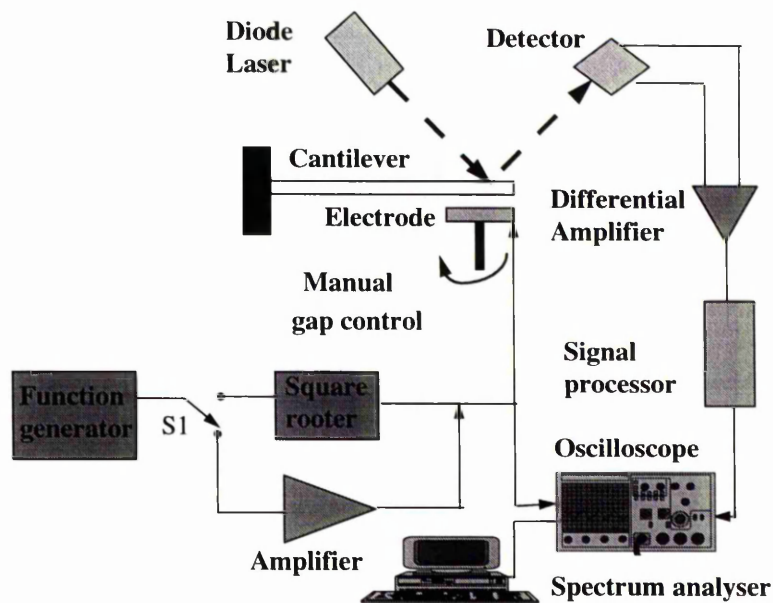 Diode
Laser
Detector
Cantilever
Electrode
Differential
Amplifier
Manual
gap control
Signal
processor
Function
generator
S1
Square
rooter
Oscilloscope
Amplifier
Spectrum analyser